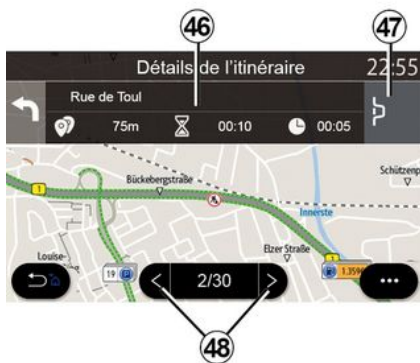 46
47
Détails de l'itinéraire
22:55
Rue de Toul
75m
00:10
00:05
Bückebergstraße
Schützenp
1
Innerste
Louise-
Elzer Straße
19
1
1.359
2/30
48